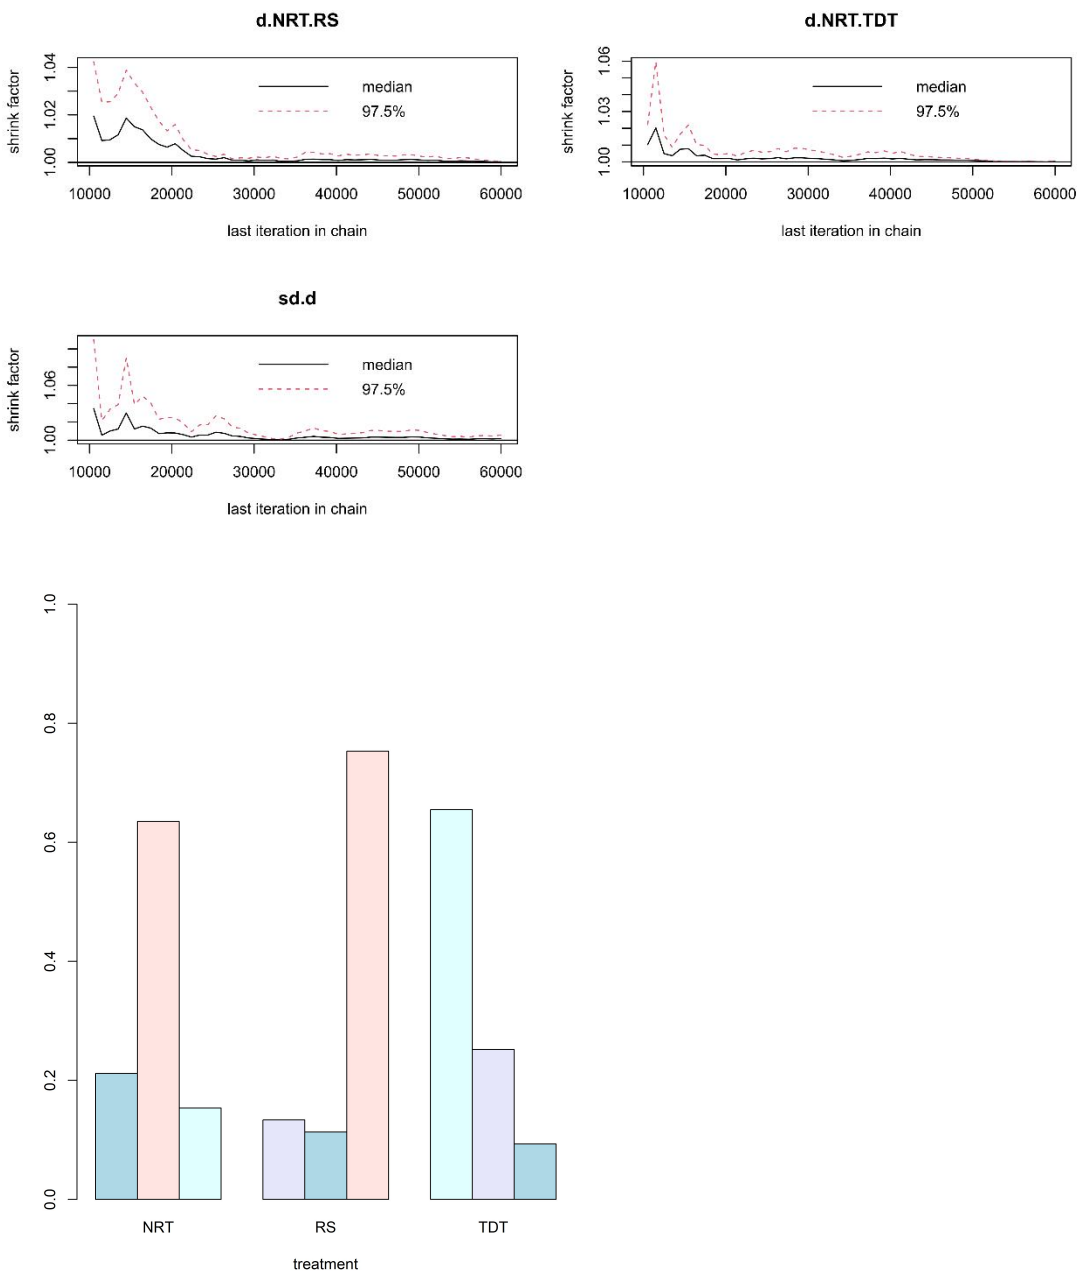 d.NRT.RS
shrink factor
1.00 1.02 1.04
median
97.5%
10000 20000 30000 40000 50000 60000
last iteration in chain
d.NRT.TDT
shrink factor
1.00 1.03 1.06
median
97.5%
10000 20000 30000 40000 50000 60000
last iteration in chain
sd.d
shrink factor
1.00 1.06
median
97.5%
10000 20000 30000 40000 50000 60000
last iteration in chain
1.0
0.8
0.6
0.4
0.2
0.0
NRT RS TDT
treatment